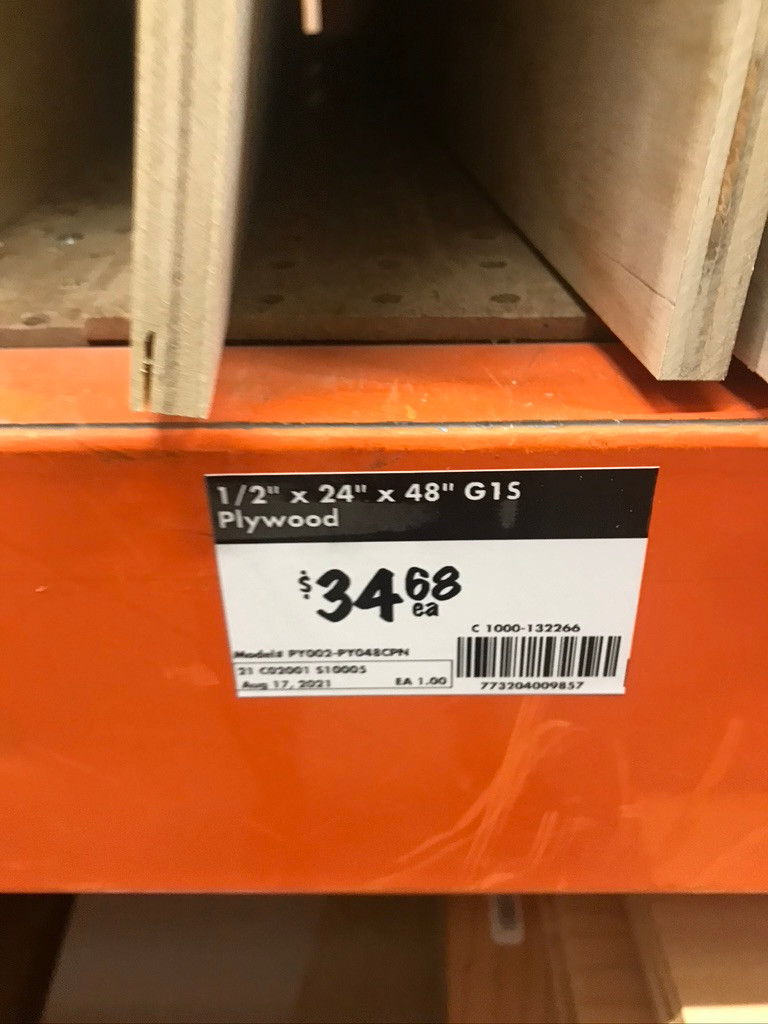 1/2" x 24" x 48" G1S
Plywood
$34 68
ea
C 1000-132266
Model# PY002-PY048CPN
21 C02001 S10005
Aug 17, 2021 EA 1.00
773204009857